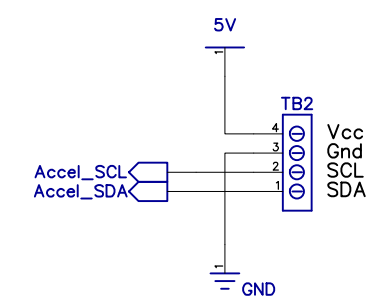 5V
1
TB2
4 Vcc
3 Gnd
Accel_SCL 2 SCL
Accel_SDA 1 SDA
1
GND